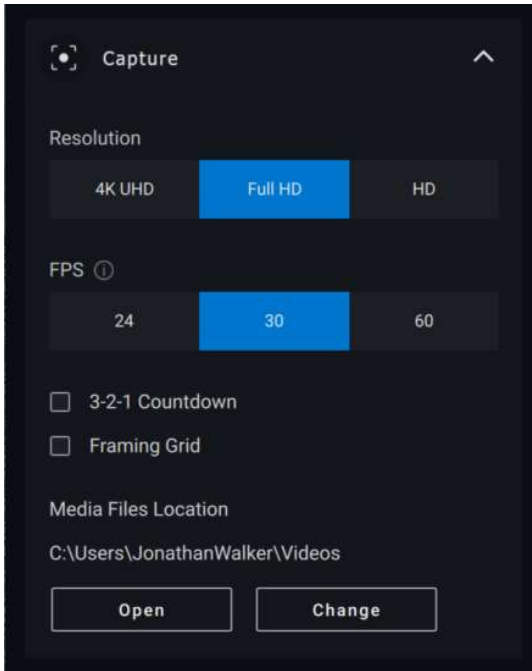 Capture
Resolution
4K UHD Full HD HD
FPS
24 30 60
3-2-1 Countdown
Framing Grid
Media Files Location
C:\Users\JonathanWalker\Videos
Open Change